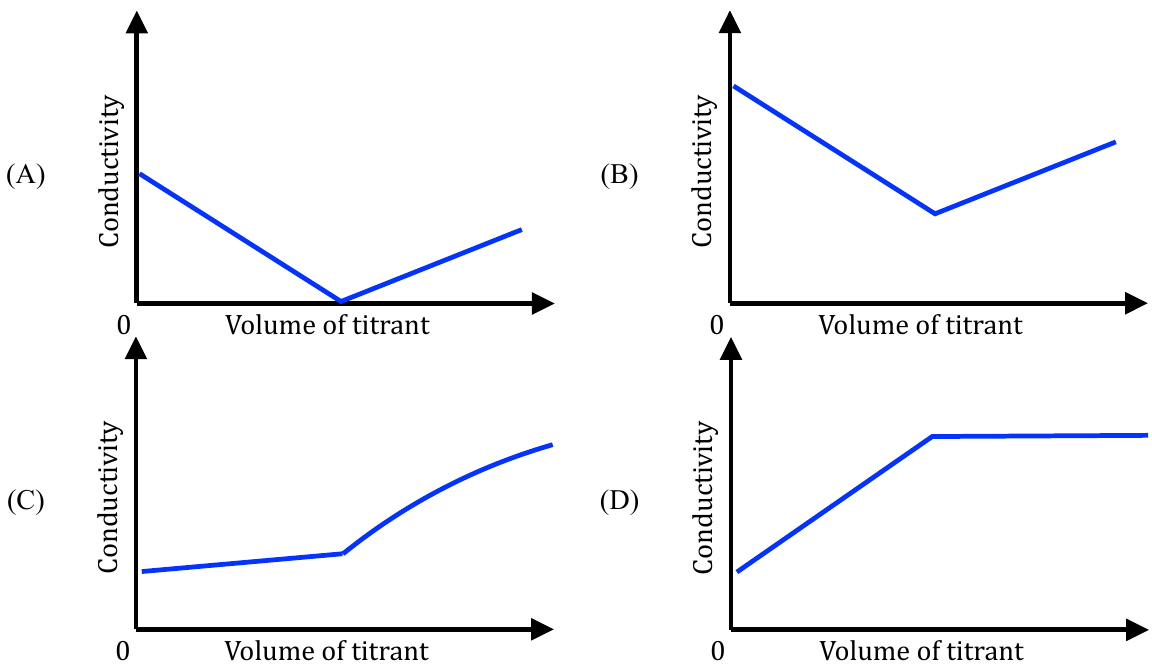 (A)
Conductivity
0
Volume of titrant
(B)
Conductivity
0
Volume of titrant
(C)
Conductivity
0
Volume of titrant
(D)
Conductivity
0
Volume of titrant